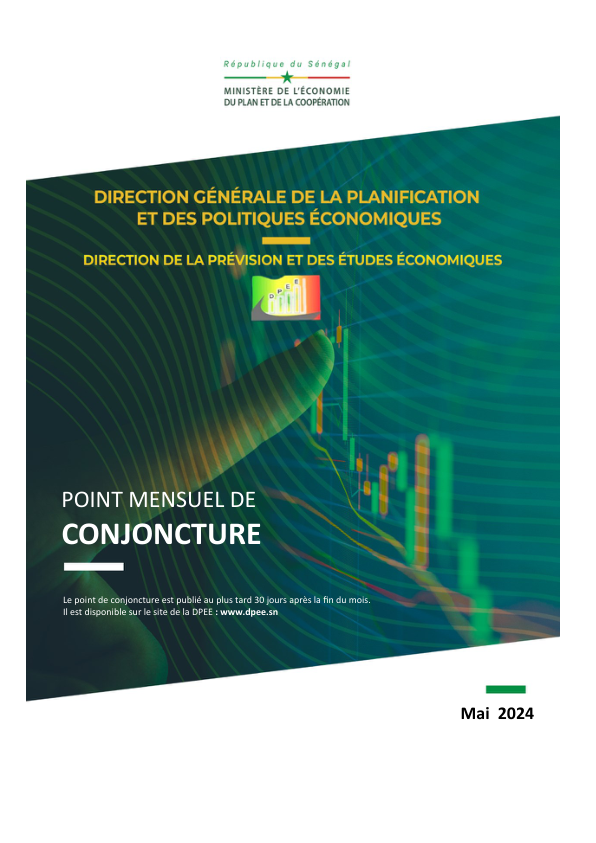 République du Sénégal
MINISTÈRE DE L'ÉCONOMIE
DU PLAN ET DE LA COOPÉRATION
DIRECTION GÉNÉRALE DE LA PLANIFICATION
ET DES POLITIQUES ÉCONOMIQUES
DIRECTION DE LA PRÉVISION ET DES ÉTUDES ÉCONOMIQUES
DPEE
POINT MENSUEL DE
CONJONCTURE
Le point de conjoncture est publié au plus tard 30 jours après la fin du mois.
Il est disponible sur le site de la DPEE : www.dpee.sn
Mai 2024